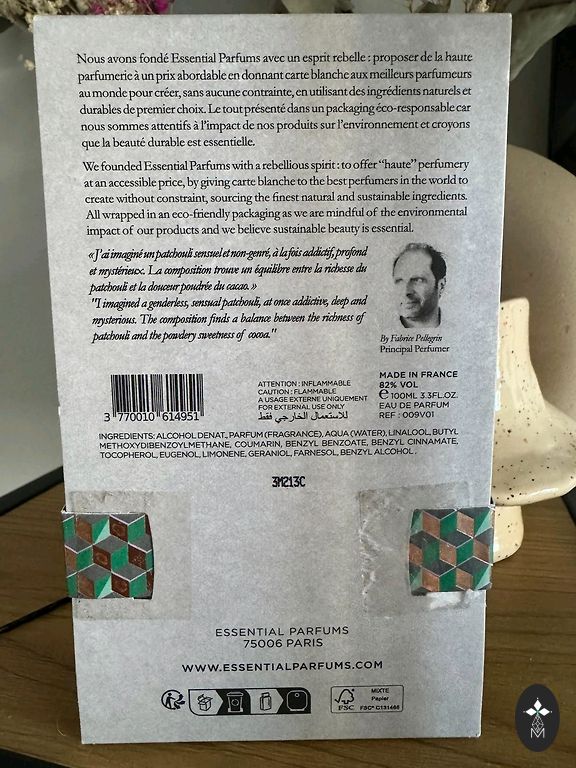 Nous avons fondé Essential Parfums avec un esprit rebelle : proposer de la haute
parfumerie à un prix abordable en donnant carte blanche aux meilleurs parfumeurs
au monde pour créer, sans aucune contrainte, en utilisant des ingrédients naturels et
durables de premier choix. Le tout présenté dans un packaging éco-responsable car
nous sommes attentifs à l'impact de nos produits sur l'environnement et croyons
que la beauté durable est essentielle.
We founded Essential Parfums with a rebellious spirit : to offer "haute" perfumery
at an accessible price, by giving carte blanche to the best perfumers in the world to
create without constraint, sourcing the finest natural and sustainable ingredients.
All wrapped in an eco-friendly packaging as we are mindful of the environmental
impact of our products and we believe sustainable beauty is essential.
« J'ai imaginé un patchouli sensuel et non-genré, à la fois addictif, profond
et mystérieux. La composition trouve un équilibre entre la richesse du
patchouli et la douceur poudrée du cacao. »
"I imagined a genderless, sensual patchouli, at once addictive, deep and
mysterious. The composition finds a balance between the richness of
patchouli and the powdery sweetness of cocoa."
By Fabrice Pellegrin
Principal Perfumer
3 770010 614951
ATTENTION : INFLAMMABLE
CAUTION : FLAMMABLE
A USAGE EXTERNE UNIQUEMENT
FOR EXTERNAL USE ONLY
للاستعمال الخارجي فقط
MADE IN FRANCE
82% VOL
℮ 100ML 3.3FL.OZ.
EAU DE PARFUM
REF : 009V01
INGREDIENTS: ALCOHOL DENAT, PARFUM (FRAGRANCE), AQUA (WATER), LINALOOL, BUTYL
METHOXYDIBENZOYLMETHANE, COUMARIN, BENZYL BENZOATE, BENZYL CINNAMATE,
TOCOPHEROL, EUGENOL, LIMONENE, GERANIOL, FARNESOL, BENZYL ALCOHOL.
3M213C
ESSENTIAL PARFUMS
75006 PARIS
WWW.ESSENTIALPARFUMS.COM
FSC
MIXTE
Papier
FSC® C131466
M